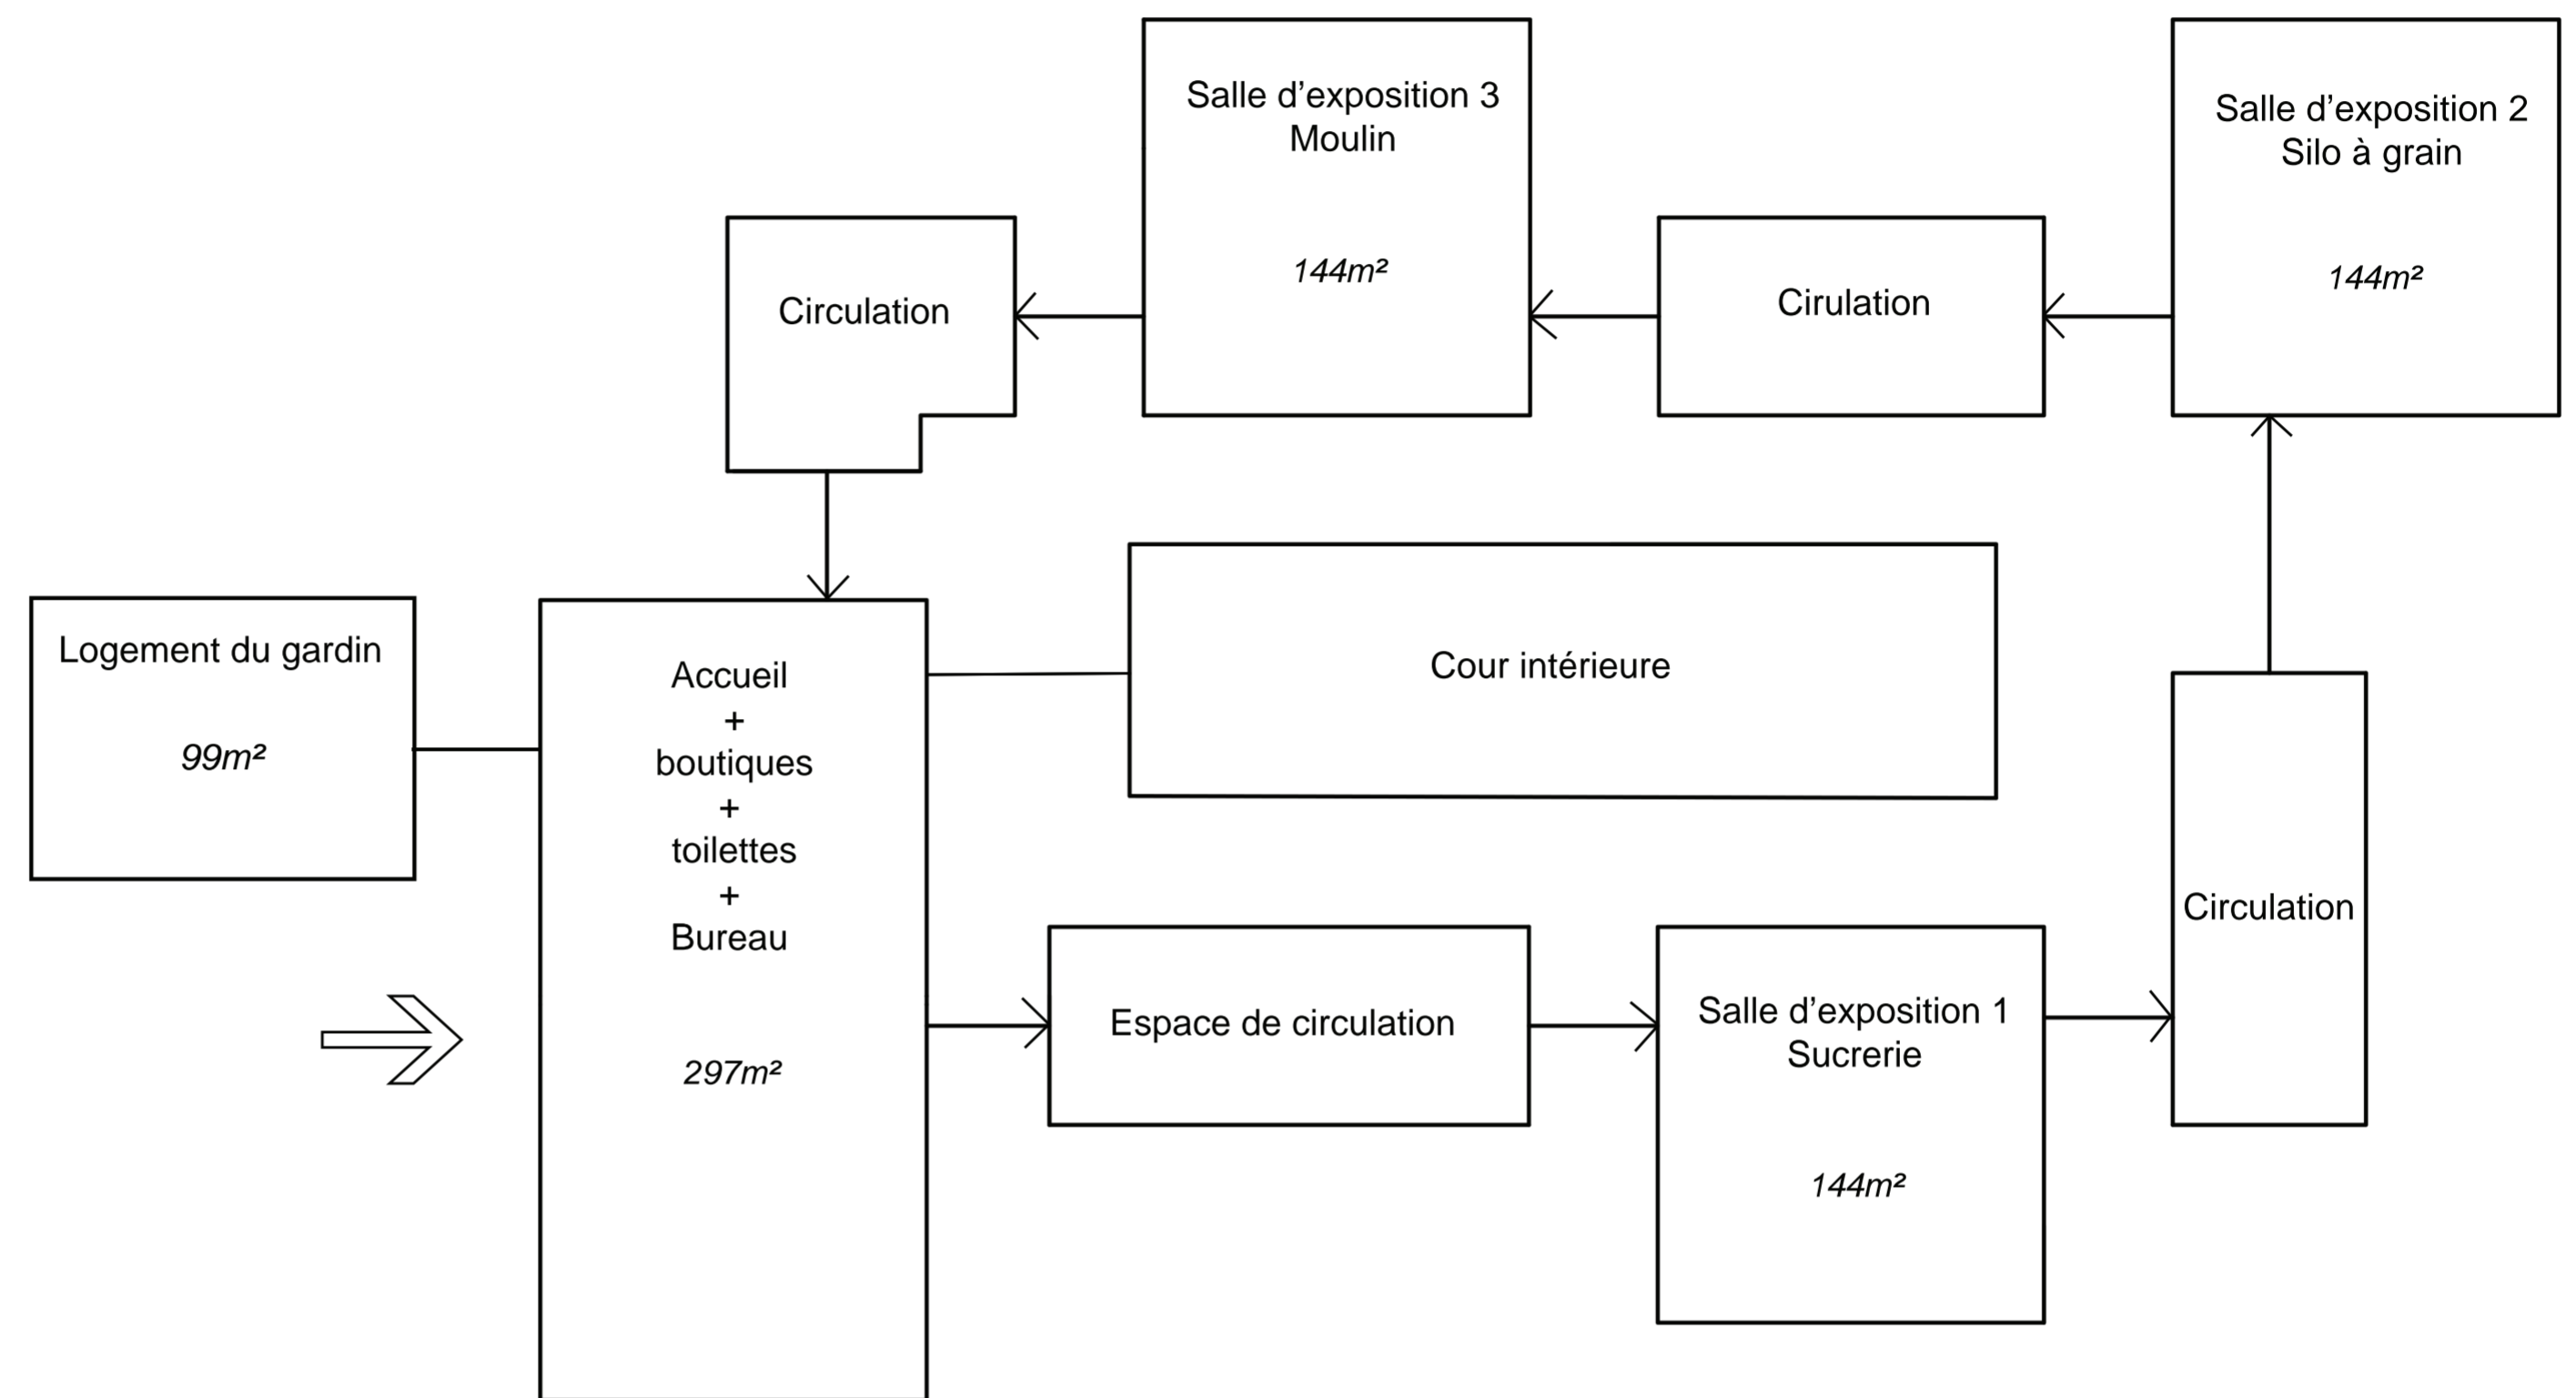 Salle d’exposition 3
Moulin
144m²
Salle d’exposition 2
Silo à grain
144m²
Circulation
Cirulation
Logement du gardin
99m²
Accueil
+
boutiques
+
toilettes
+
Bureau
297m²
Cour intérieure
Espace de circulation
Salle d’exposition 1
Sucrerie
144m²
Circulation